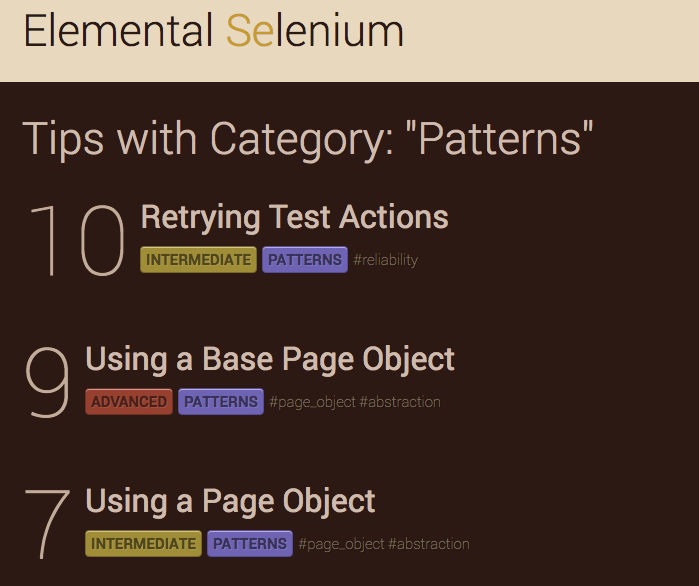 Elemental Selenium
Tips with Category: "Patterns"
10 Retrying Test Actions
INTERMEDIATE PATTERNS #reliability
9 Using a Base Page Object
ADVANCED PATTERNS #page_object #abstraction
7 Using a Page Object
INTERMEDIATE PATTERNS #page_object #abstraction